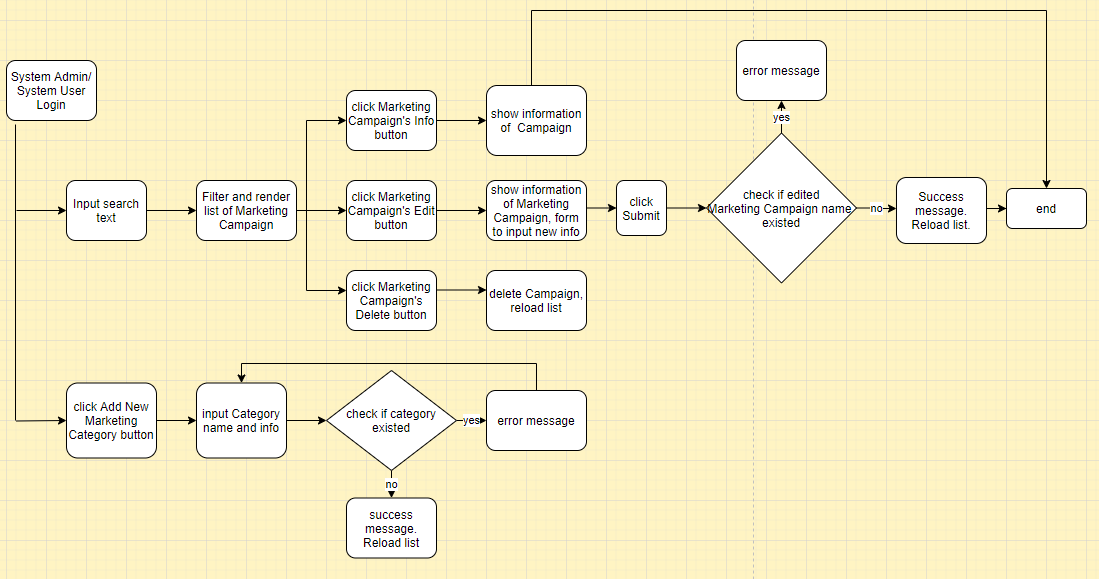 System Admin/
System User
Login
error message
click Marketing
Campaign's Info
button
show information
of Campaign
yes
Input search
text
Filter and render
list of Marketing
Campaign
click Marketing
Campaign's Edit
button
show information
of Marketing
Campaign, form
to input new info
click
Submit
check if edited
Marketing Campaign name
existed
no
Success
message.
Reload list.
end
click Marketing
Campaign's
Delete button
delete Campaign,
reload list
click Add New
Marketing
Category button
input Category
name and info
check if category
existed
yes
error message
no
success
message.
Reload list